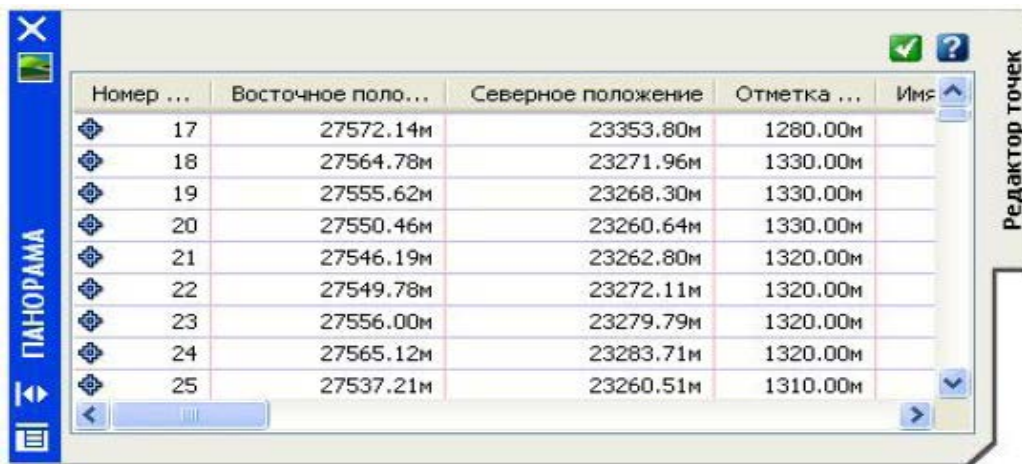 ПАНОРАМА
Номер ... Восточное поло... Северное положение Отметка ... Имя
17 27572.14м 23353.80м 1280.00м
18 27564.78м 23271.96м 1330.00м
19 27555.62м 23268.30м 1330.00м
20 27550.46м 23260.64м 1330.00м
21 27546.19м 23262.80м 1320.00м
22 27549.78м 23272.11м 1320.00м
23 27556.00м 23279.79м 1320.00м
24 27565.12м 23283.71м 1320.00м
25 27537.21м 23260.51м 1310.00м
Редактор точек